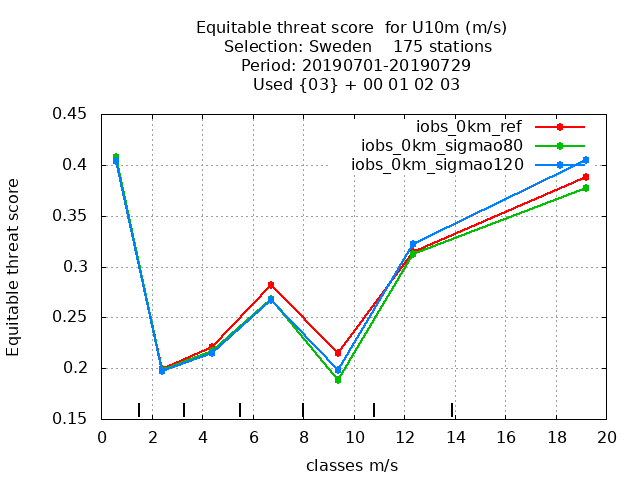 Equitable threat score  for U10m (m/s)
Selection: Sweden    175 stations
Period: 20190701-20190729
Used {03} + 00 01 02 03
iobs_0km_ref
iobs_0km_sigmao80
iobs_0km_sigmao120
Equitable threat score
0.45
0.4
0.35
0.3
0.25
0.2
0.15
0 2 4 6 8 10 12 14 16 18 20
classes m/s